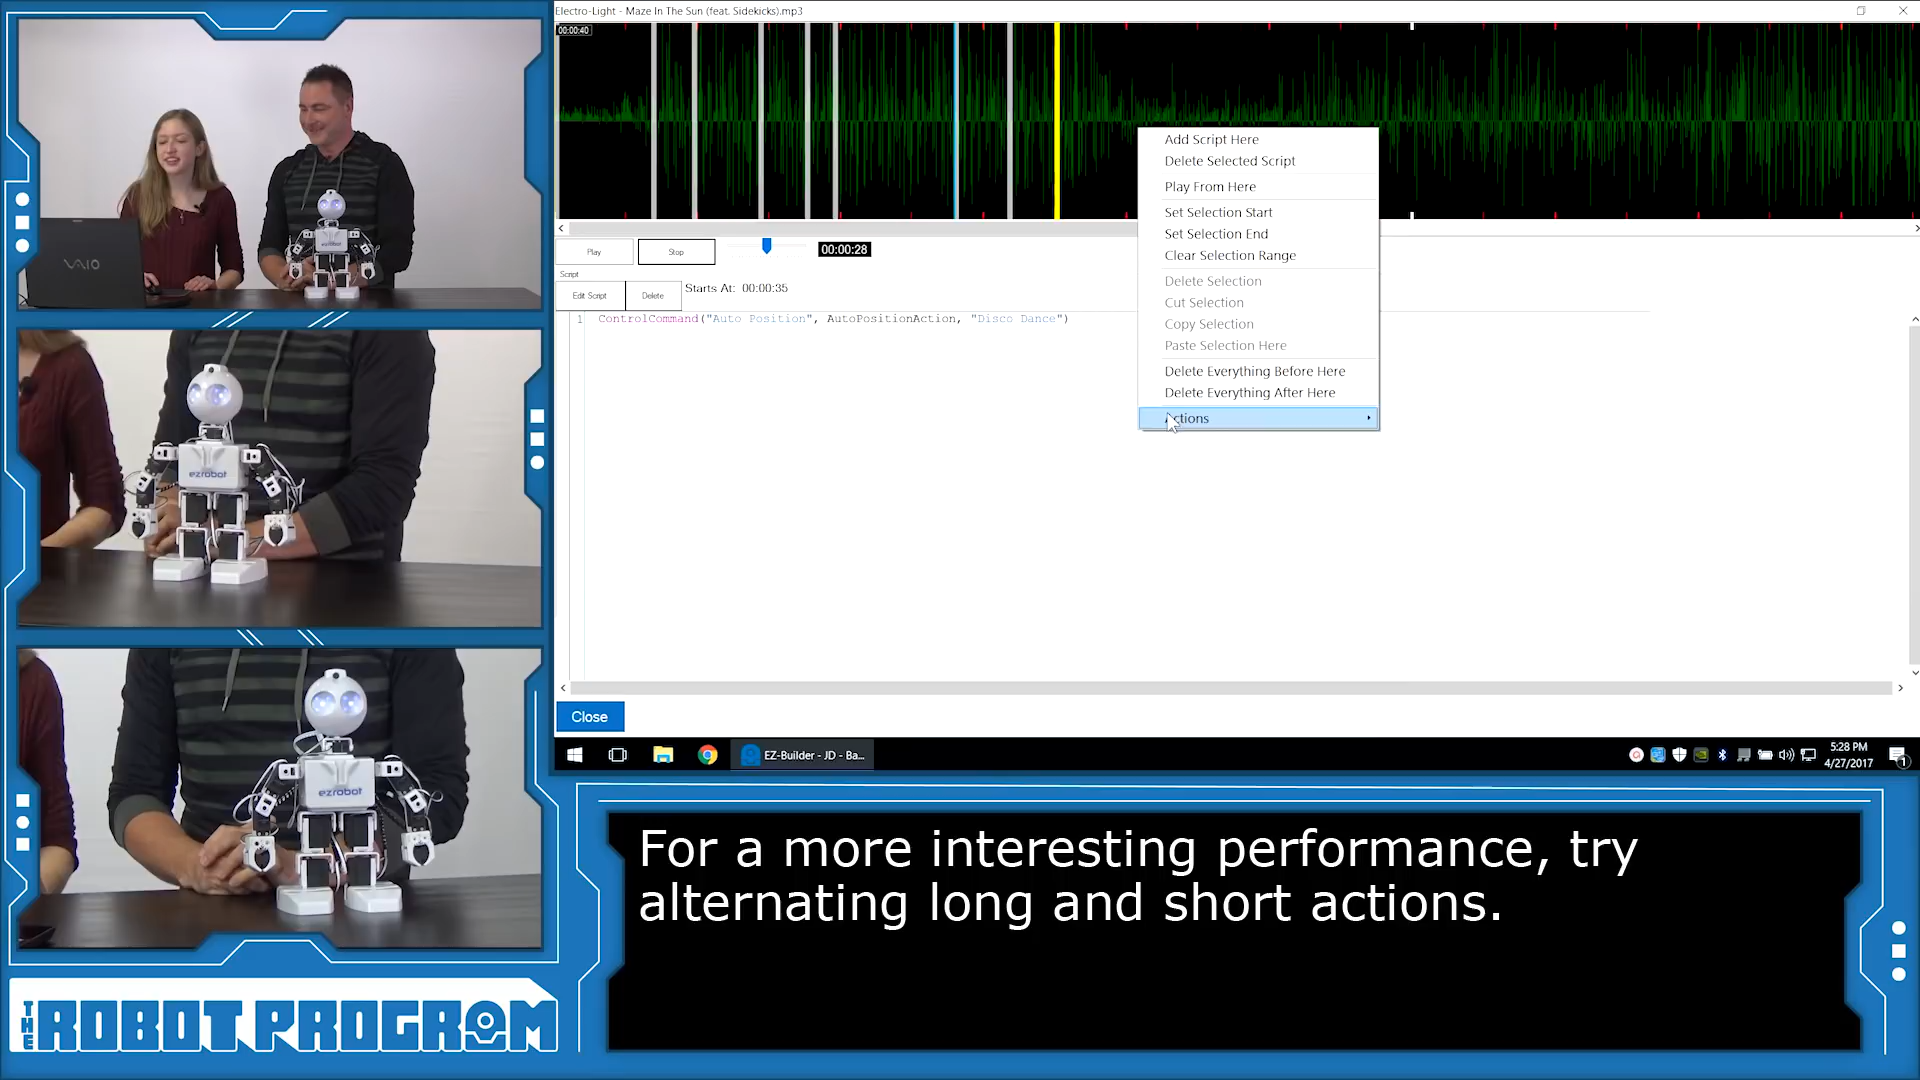 Electro-Light - Maze In The Sun (feat. Sidekicks).mp3
00:00:40
Add Script Here
Delete Selected Script
Play From Here
Set Selection Start
Set Selection End
Clear Selection Range
Delete Selection
Cut Selection
Copy Selection
Paste Selection Here
Delete Everything Before Here
Delete Everything After Here
Actions
Play
Stop
00:00:28
Script
Edit Script
Delete
Starts At: 00:00:35
1 ControlCommand("Auto Position", AutoPositionAction, "Disco Dance")
Close
EZ-Builder - JD - Ba...
5:28 PM
4/27/2017
1
VAIO
ezrobot
ezrobot
ezrobot
For a more interesting performance, try
alternating long and short actions.
THE ROBOT PROGRAM